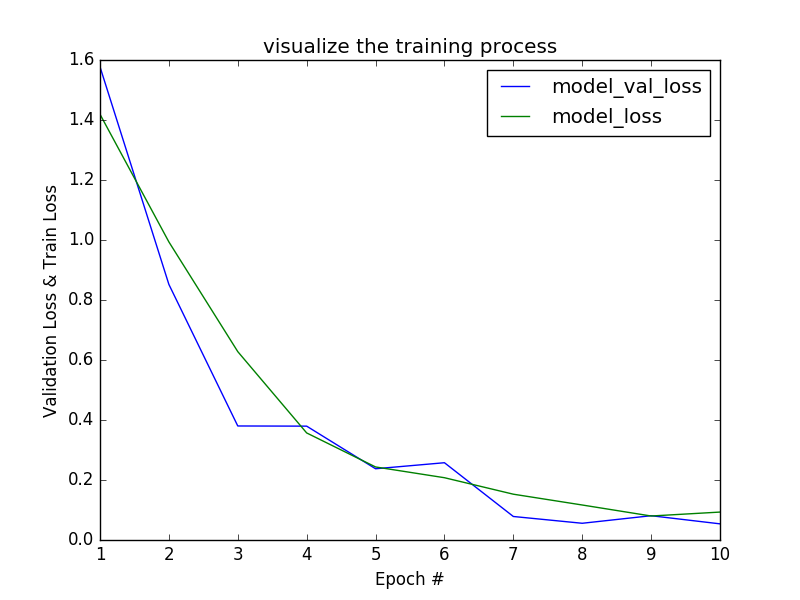 visualize the training process
model_val_loss
model_loss
Validation Loss & Train Loss
1.6
1.4
1.2
1.0
0.8
0.6
0.4
0.2
0.0
1 2 3 4 5 6 7 8 9 10
Epoch #